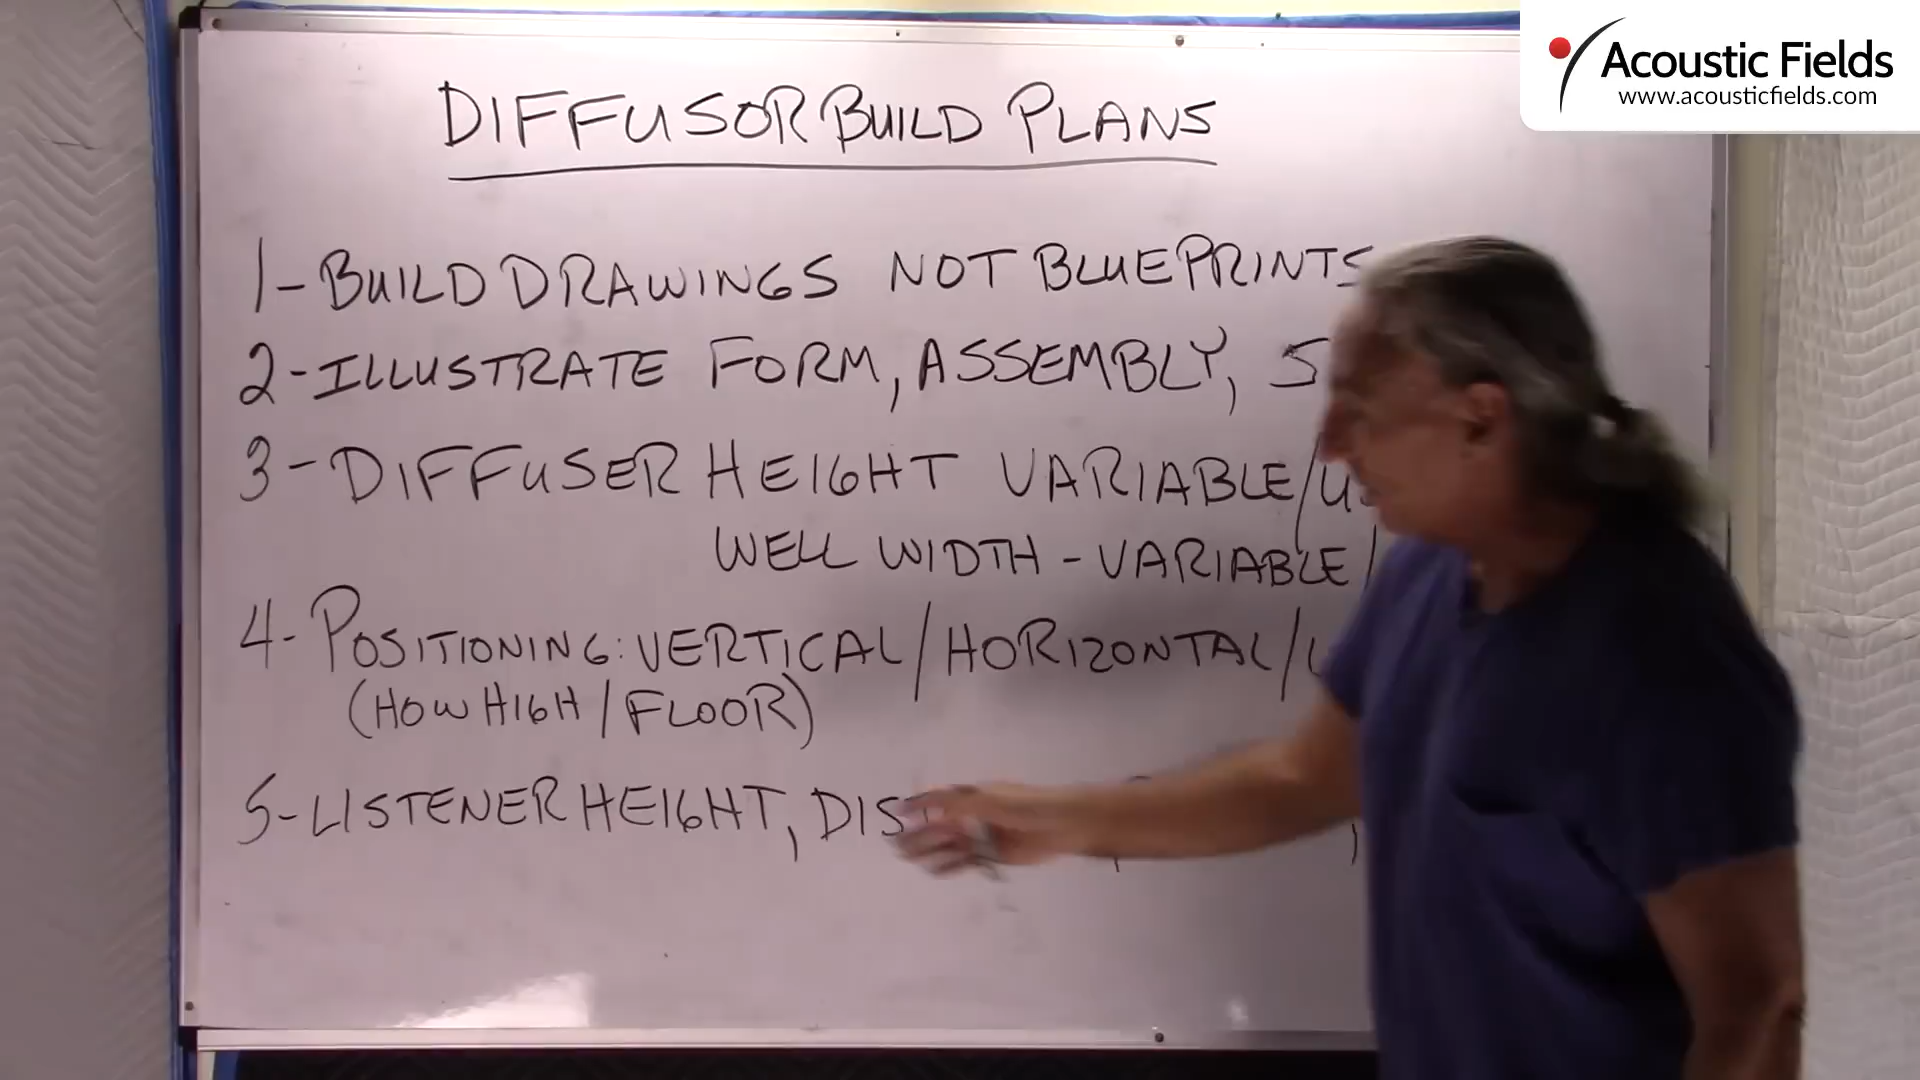 Acoustic Fields
www.acousticfields.com
DIFFUSOR BUILD PLANS
1-BUILD DRAWINGS NOT BLUEPRINTS
2-ILLUSTRATE FORM, ASSEMBLY,
3-DIFFUSER HEIGHT VARIABLE/
WELL WIDTH-VARIABLE/
4-POSITIONING: VERTICAL/HORIZONTAL/
(HOW HIGH/FLOOR)
5-LISTENER HEIGHT,